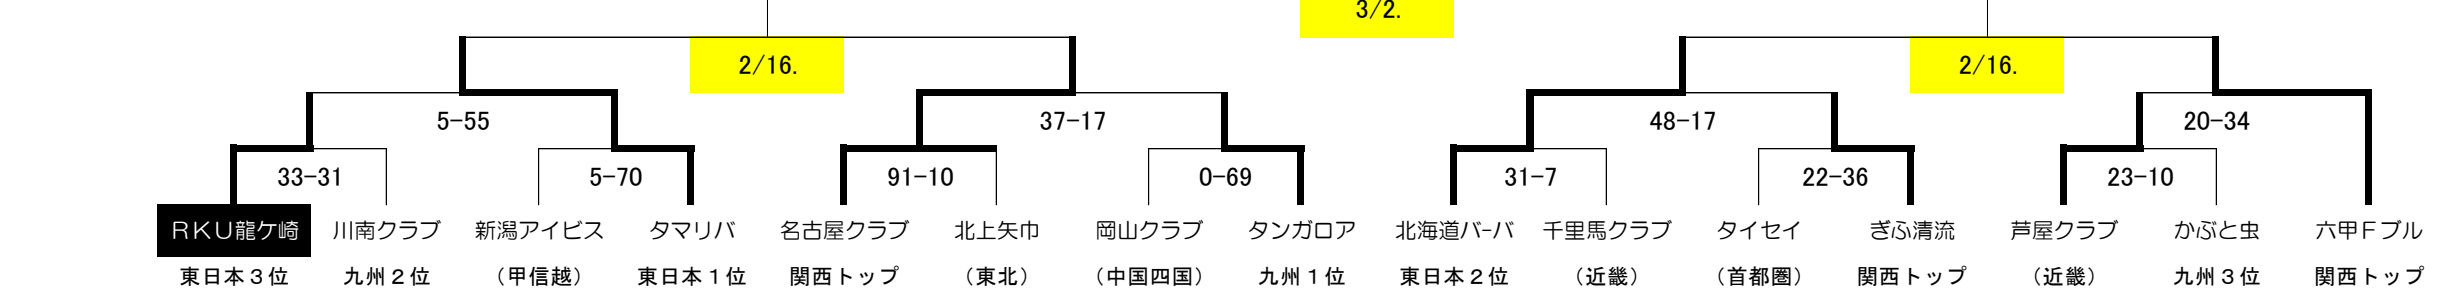 3/2.
2/16. 2/16.
5-55 37-17 48-17 20-34
33-31 5-70 91-10 0-69 31-7 22-36 23-10
ＲＫＵ龍ケ崎 川南クラブ 新潟アイビス タマリバ 名古屋クラブ 北上矢巾 岡山クラブ タンガロア 北海道バーバ 千里馬クラブ タイセイ ぎふ清流 芦屋クラブ かぶと虫 六甲Ｆブル
東日本３位 九州２位 （甲信越） 東日本１位 関西トップ （東北） （中国四国） 九州１位 東日本２位 （近畿） （首都圏） 関西トップ （近畿） 九州３位 関西トップ